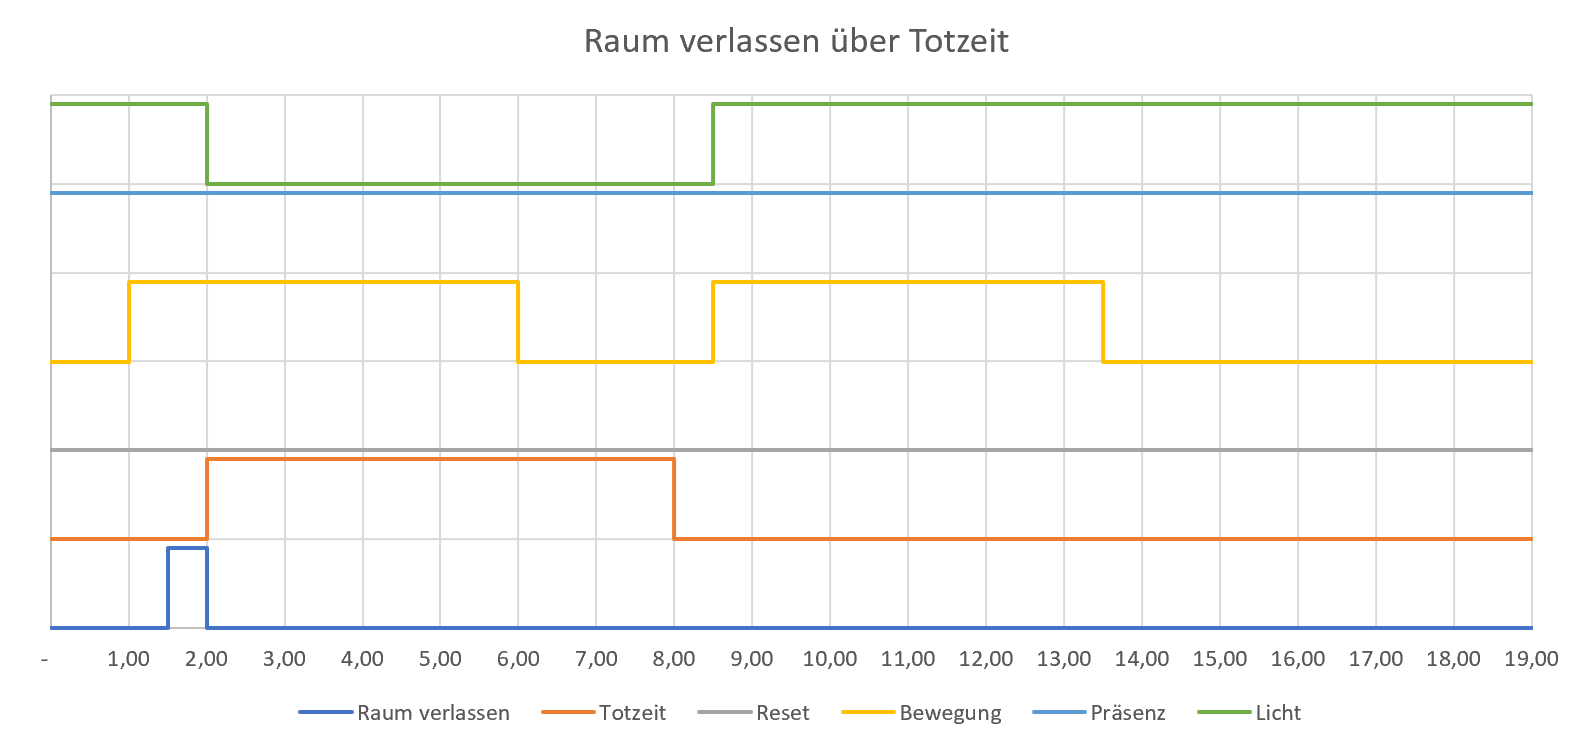 Raum verlassen über Totzeit
- 1,00 2,00 3,00 4,00 5,00 6,00 7,00 8,00 9,00 10,00 11,00 12,00 13,00 14,00 15,00 16,00 17,00 18,00 19,00
Raum verlassen Totzeit Reset Bewegung Präsenz Licht